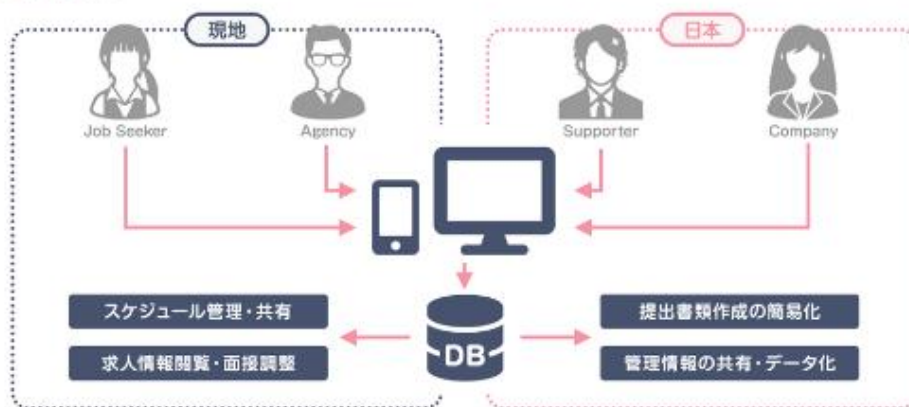 現地
日本
Job Seeker
Agency
Supporter
Company
スケジュール管理・共有
提出書類作成の簡易化
DB
求人情報閲覧・面接調整
管理情報の共有・データ化